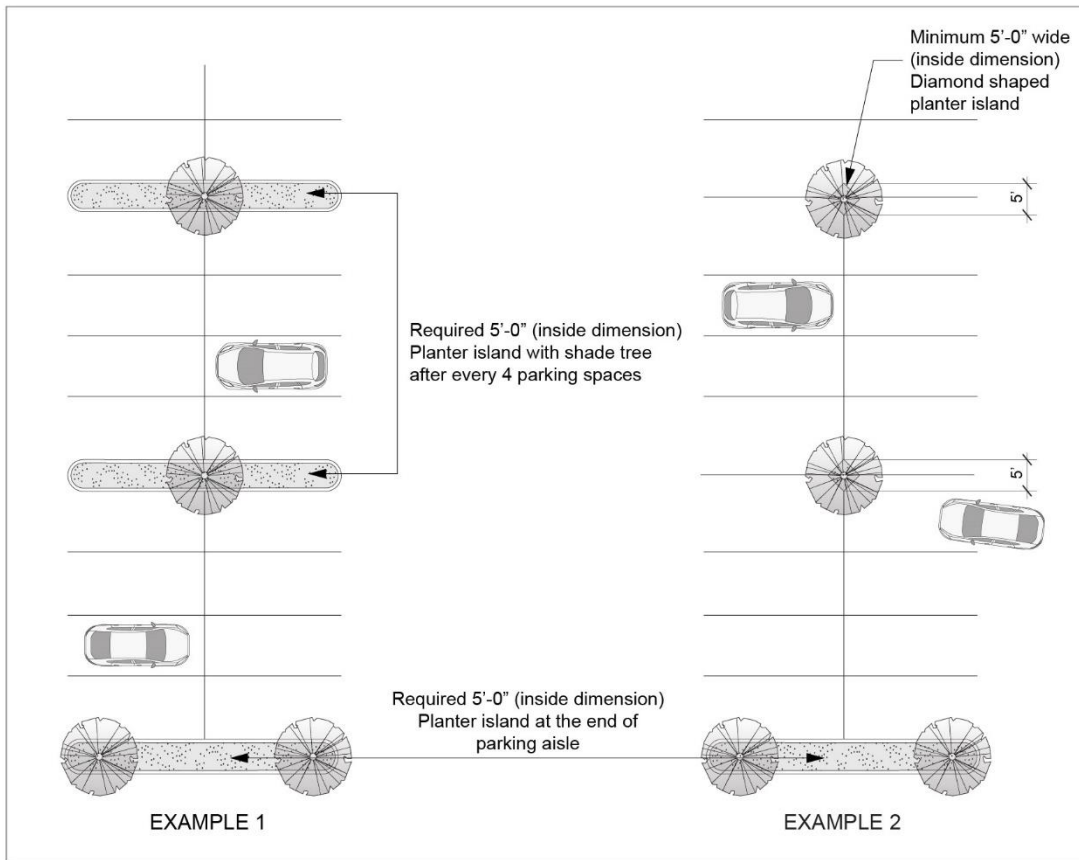 Minimum 5’-0” wide
(inside dimension)
Diamond shaped
planter island
5’
Required 5’-0” (inside dimension)
Planter island with shade tree
after every 4 parking spaces
5’
Required 5’-0” (inside dimension)
Planter island at the end of
parking aisle
EXAMPLE 1
EXAMPLE 2